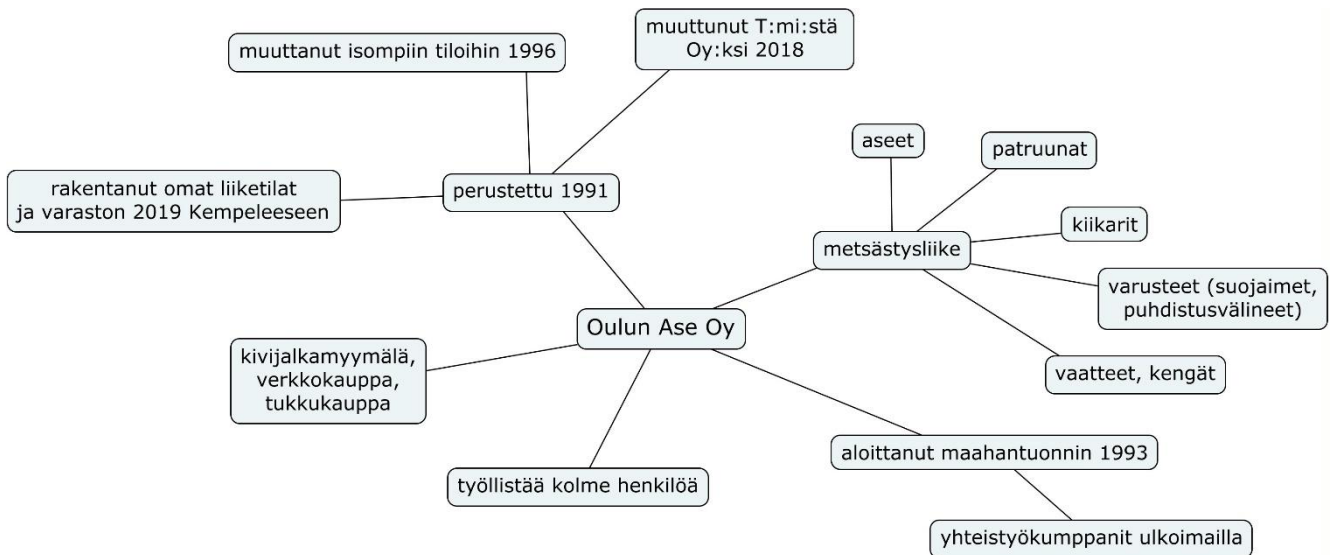 muuttanut isompiin tiloihin 1996
muuttunut T:mi:stä
Oy:ksi 2018
aseet
patruunat
rakentanut omat liiketilat
ja varaston 2019 Kempeleeseen
perustettu 1991
kiikarit
metsästysliike
varusteet (suojaimet,
puhdistusvälineet)
Oulun Ase Oy
kivijalkamyymälä,
verkkokauppa,
tukkukauppa
vaatteet, kengät
aloittanut maahantuonnin 1993
työllistää kolme henkilöä
yhteistyökumppanit ulkoimailla